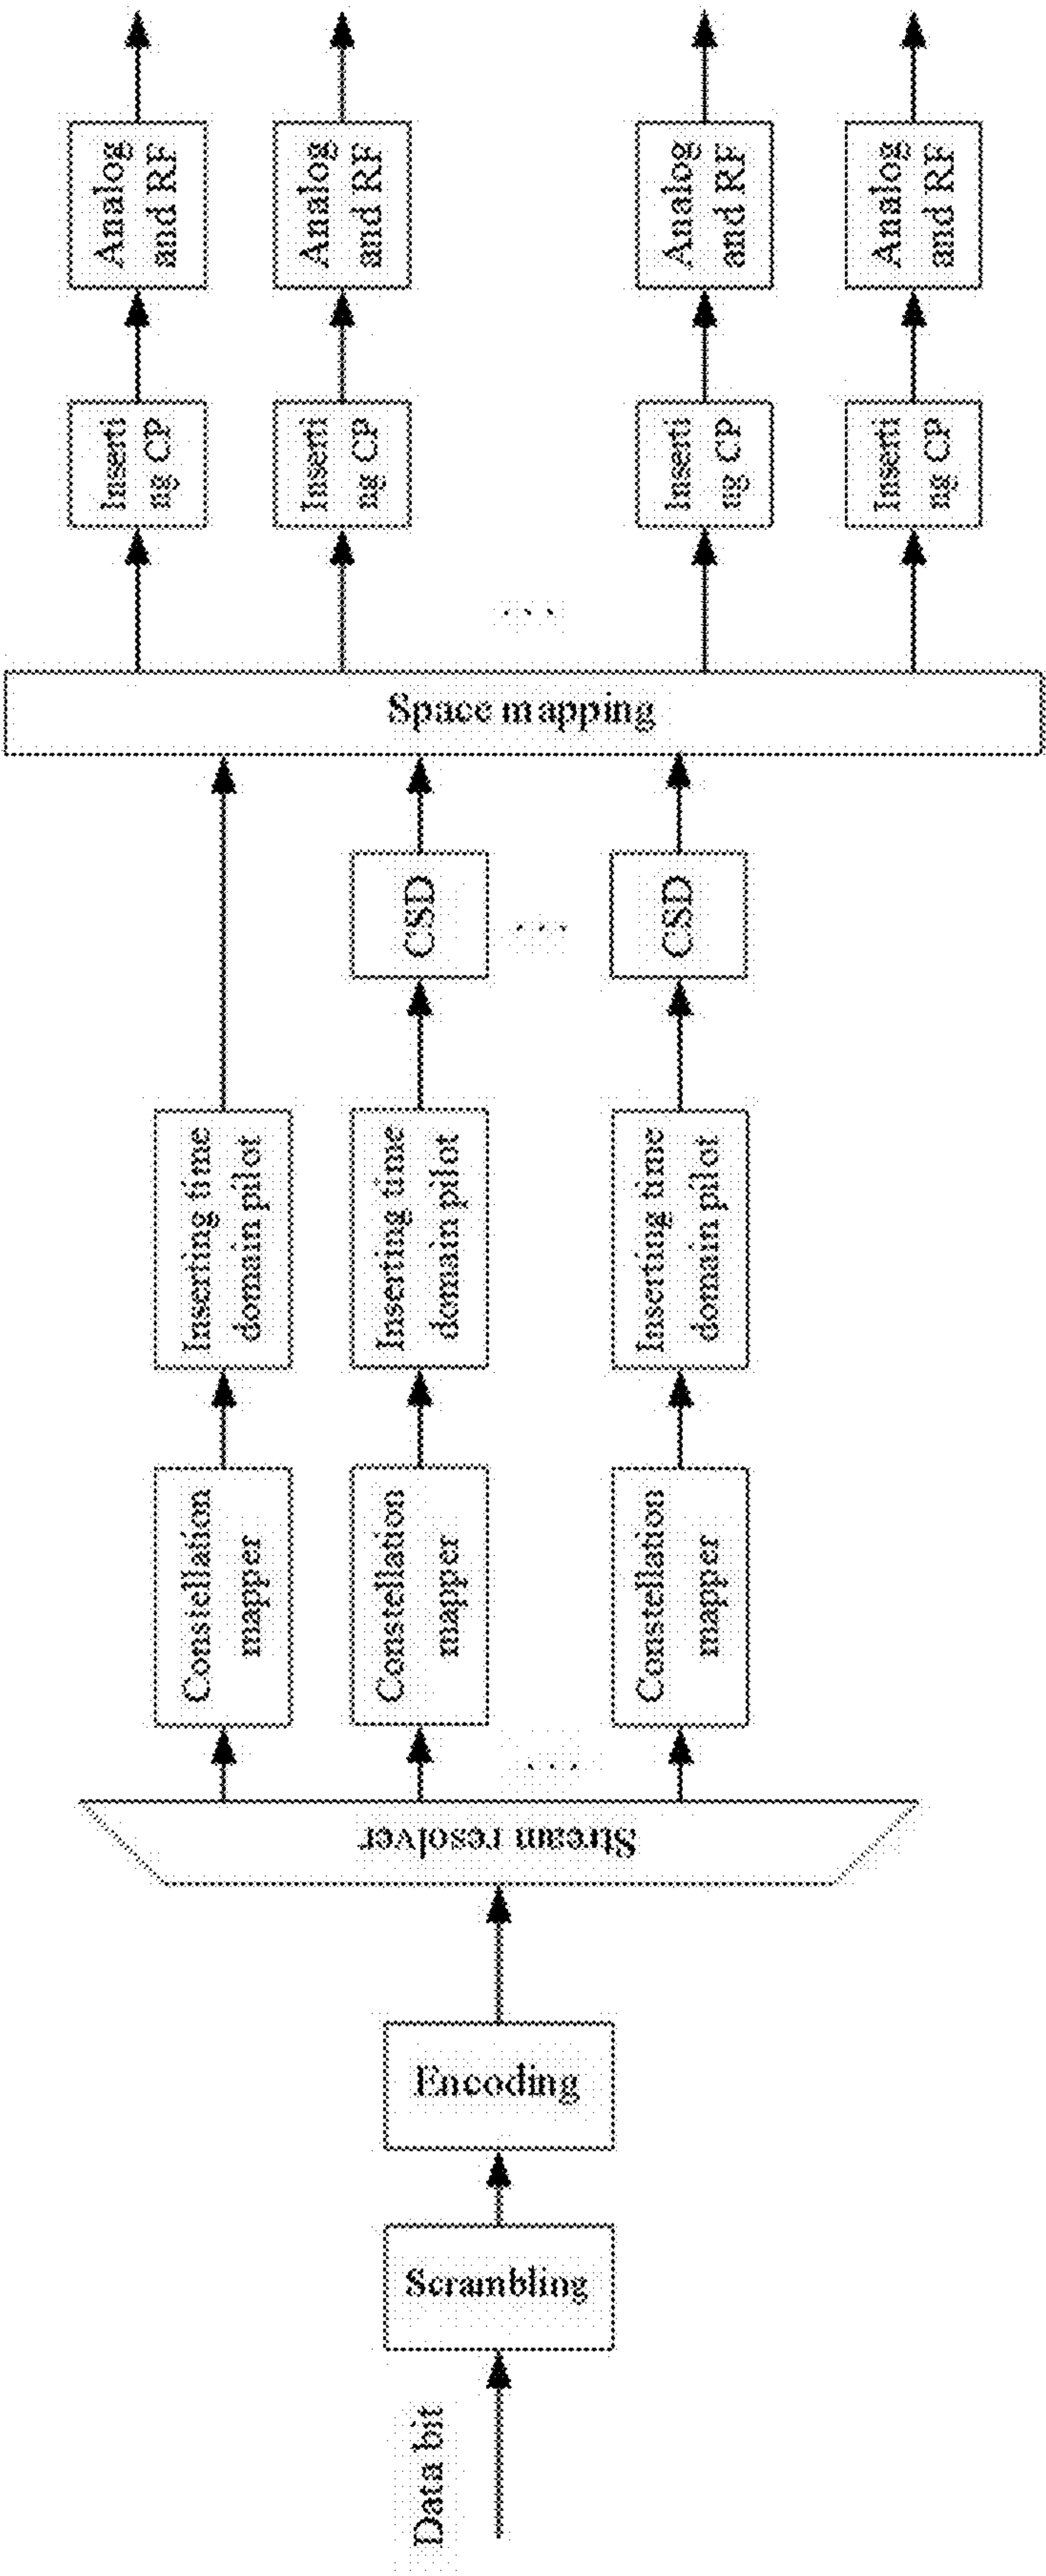 Data bit
Scrambling
Encoding
Stream resolver
...
Constellation
mapper
Constellation
mapper
Constellation
mapper
Inserting time
domain pilot
Inserting time
domain pilot
Inserting time
domain pilot
CSD
...
CSD
Space mapping
...
Inserti
ng CP
Inserti
ng CP
Inserti
ng CP
Inserti
ng CP
Analog
and RF
Analog
and RF
Analog
and RF
Analog
and RF